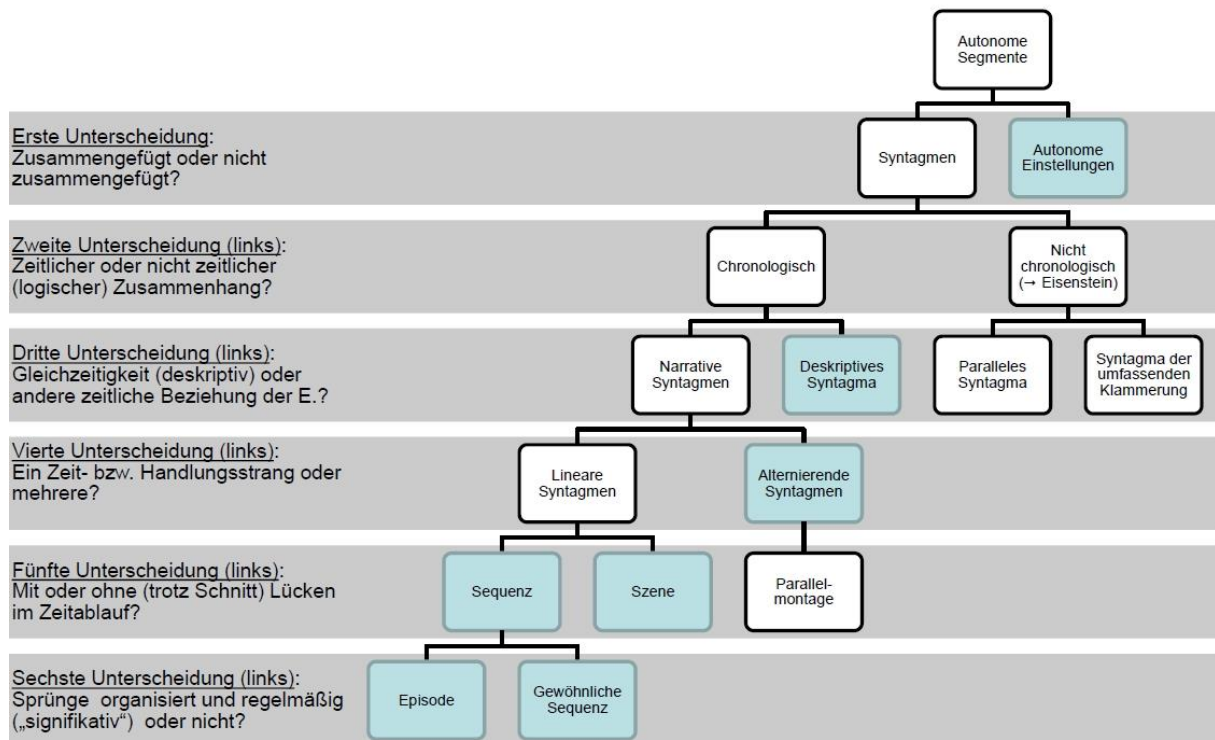 Autonome
Segmente
Erste Unterscheidung:
Zusammengefügt oder nicht
zusammengefügt?
Syntagmen
Autonome
Einstellungen
Zweite Unterscheidung (links):
Zeitlicher oder nicht zeitlicher
(logischer) Zusammenhang?
Chronologisch
Nicht
chronologisch
(→ Eisenstein)
Dritte Unterscheidung (links):
Gleichzeitigkeit (deskriptiv) oder
andere zeitliche Beziehung der E.?
Narrative
Syntagmen
Deskriptives
Syntagma
Paralleles
Syntagma
Syntagma der
umfassenden
Klammerung
Vierte Unterscheidung (links):
Ein Zeit- bzw. Handlungsstrang oder
mehrere?
Lineare
Syntagmen
Alternierende
Syntagmen
Fünfte Unterscheidung (links):
Mit oder ohne (trotz Schnitt) Lücken
im Zeitablauf?
Sequenz
Szene
Parallel-
montage
Sechste Unterscheidung (links):
Sprünge organisiert und regelmäßig
(„signifikativ“) oder nicht?
Episode
Gewöhnliche
Sequenz